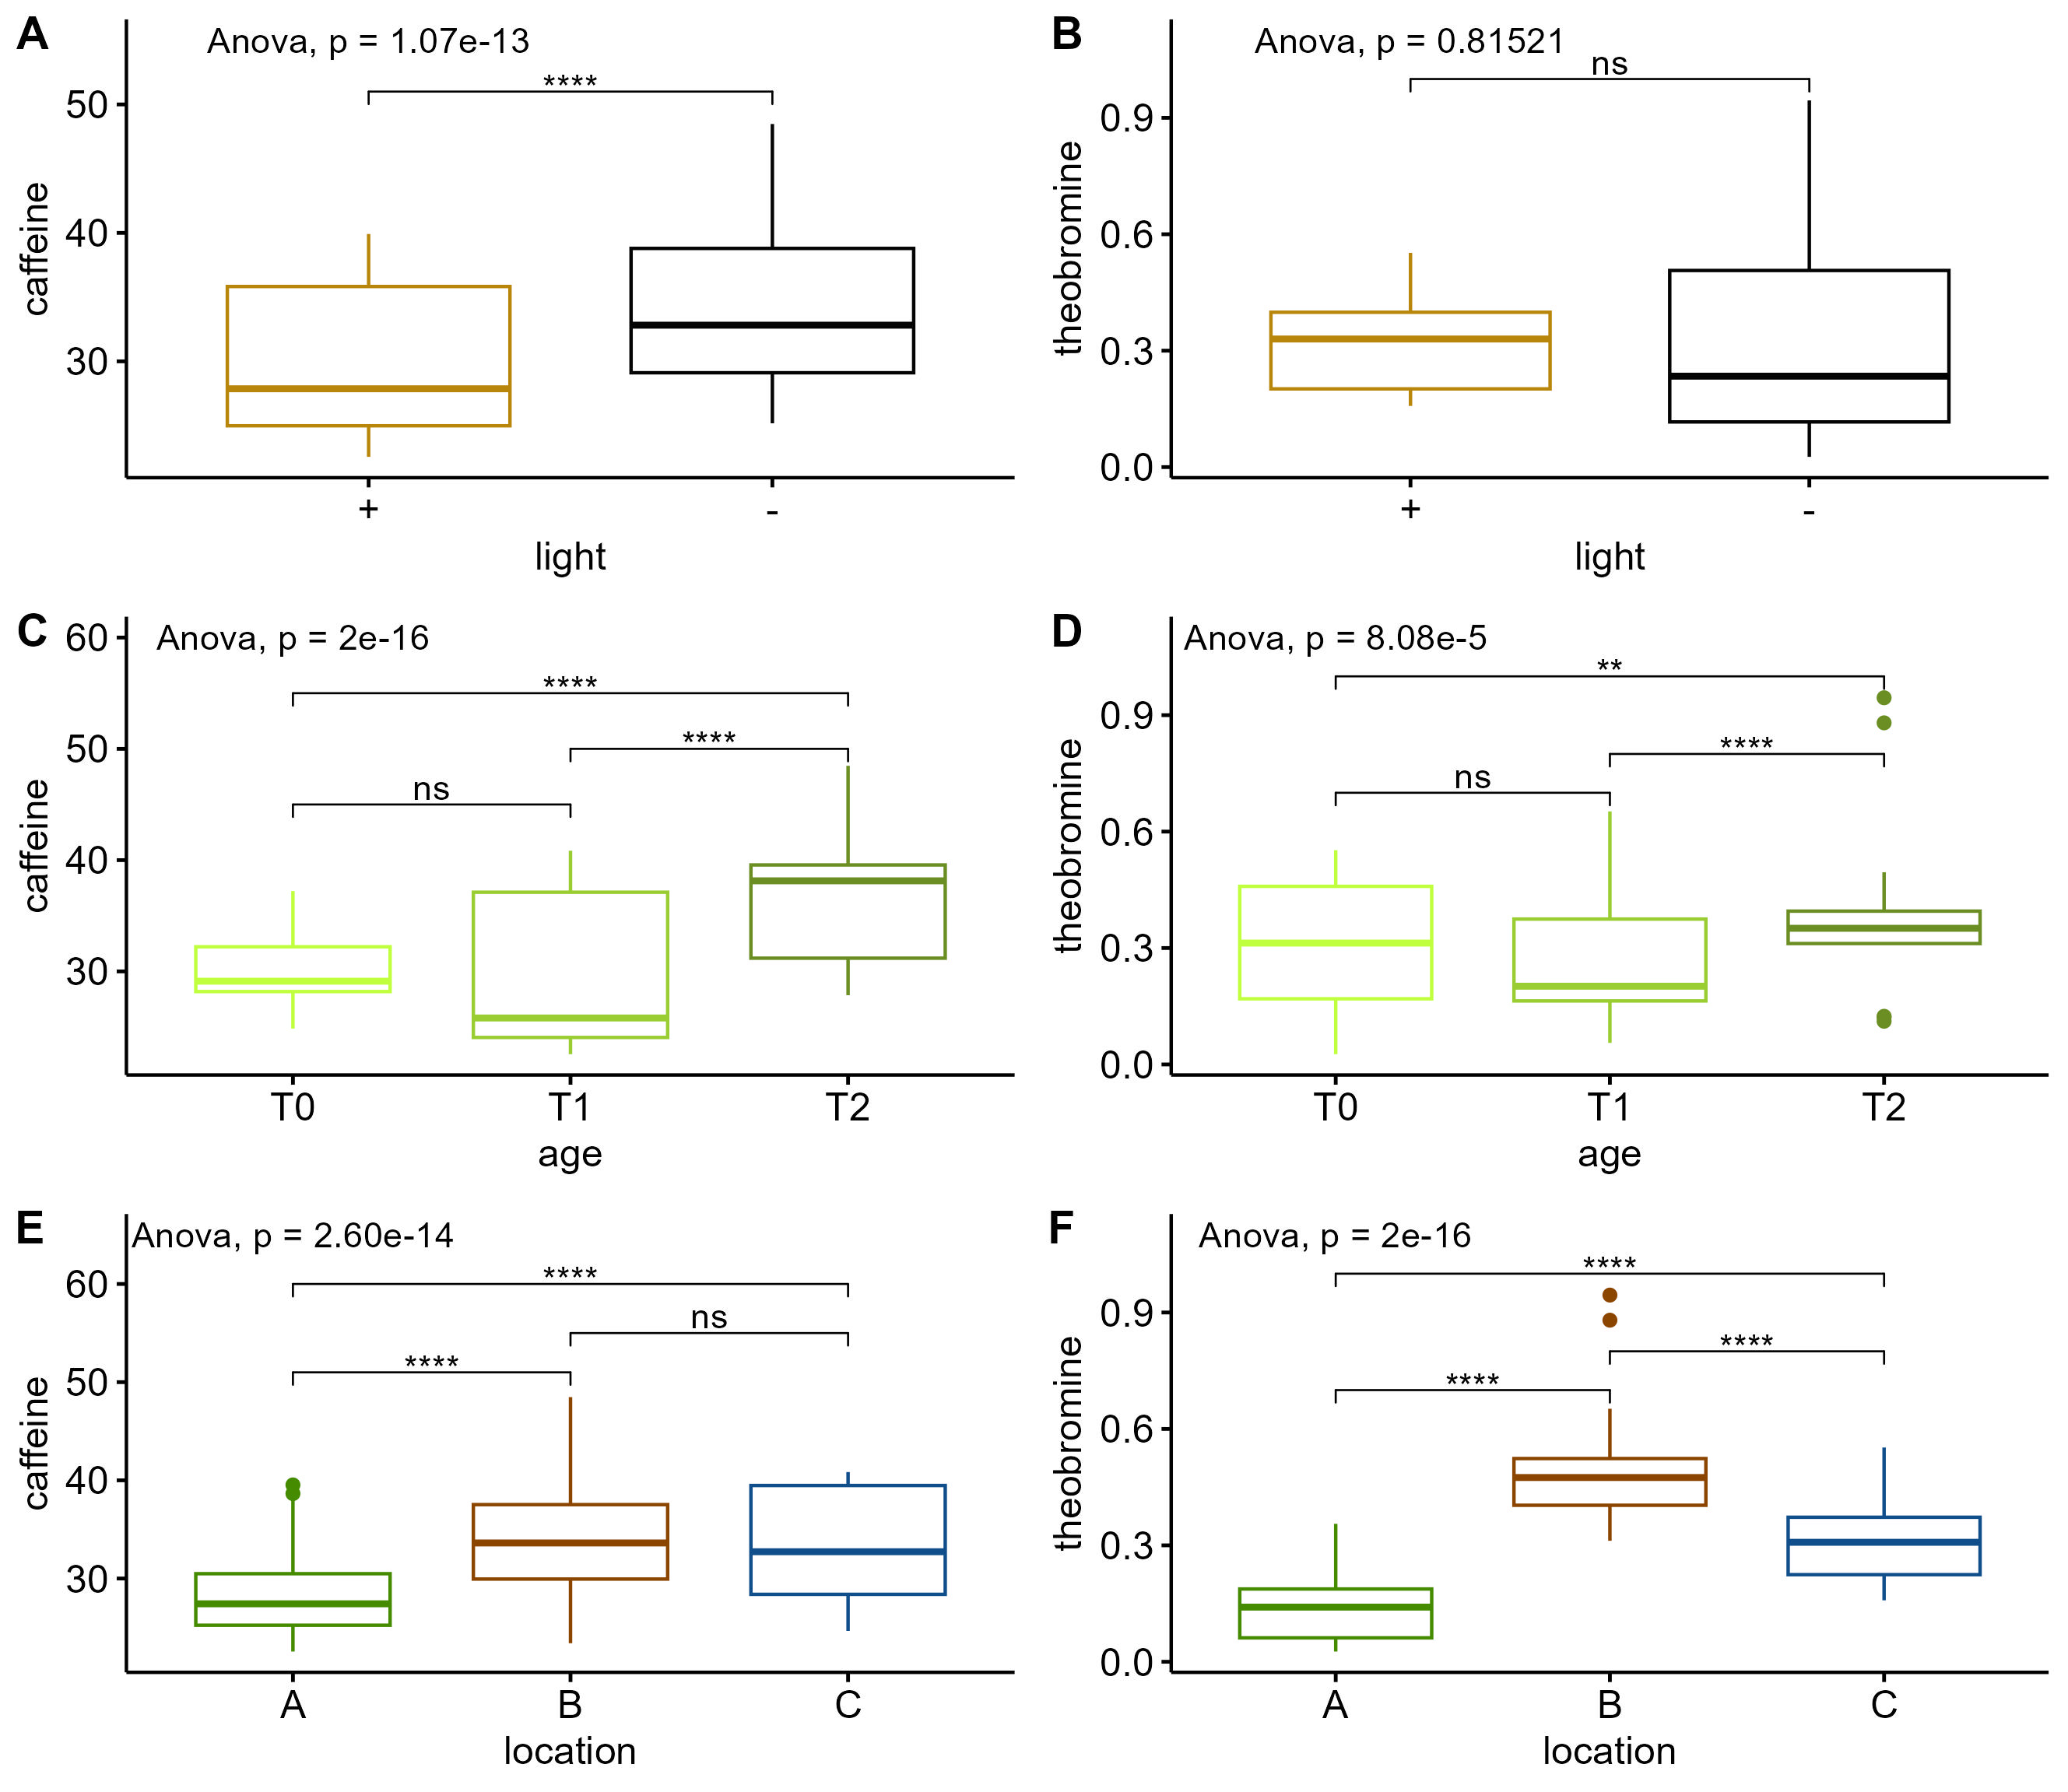 A
Anova, p = 1.07e-13
****
50
40
30
caffeine
+
-
light
B
Anova, p = 0.81521
ns
0.9
0.6
0.3
0.0
theobromine
+
-
light
C
Anova, p = 2e-16
****
****
ns
60
50
40
30
caffeine
T0
T1
T2
age
D
Anova, p = 8.08e-5
**
****
ns
0.9
0.6
0.3
0.0
theobromine
T0
T1
T2
age
E
Anova, p = 2.60e-14
****
ns
****
60
50
40
30
caffeine
A
B
C
location
F
Anova, p = 2e-16
****
****
****
0.9
0.6
0.3
0.0
theobromine
A
B
C
location